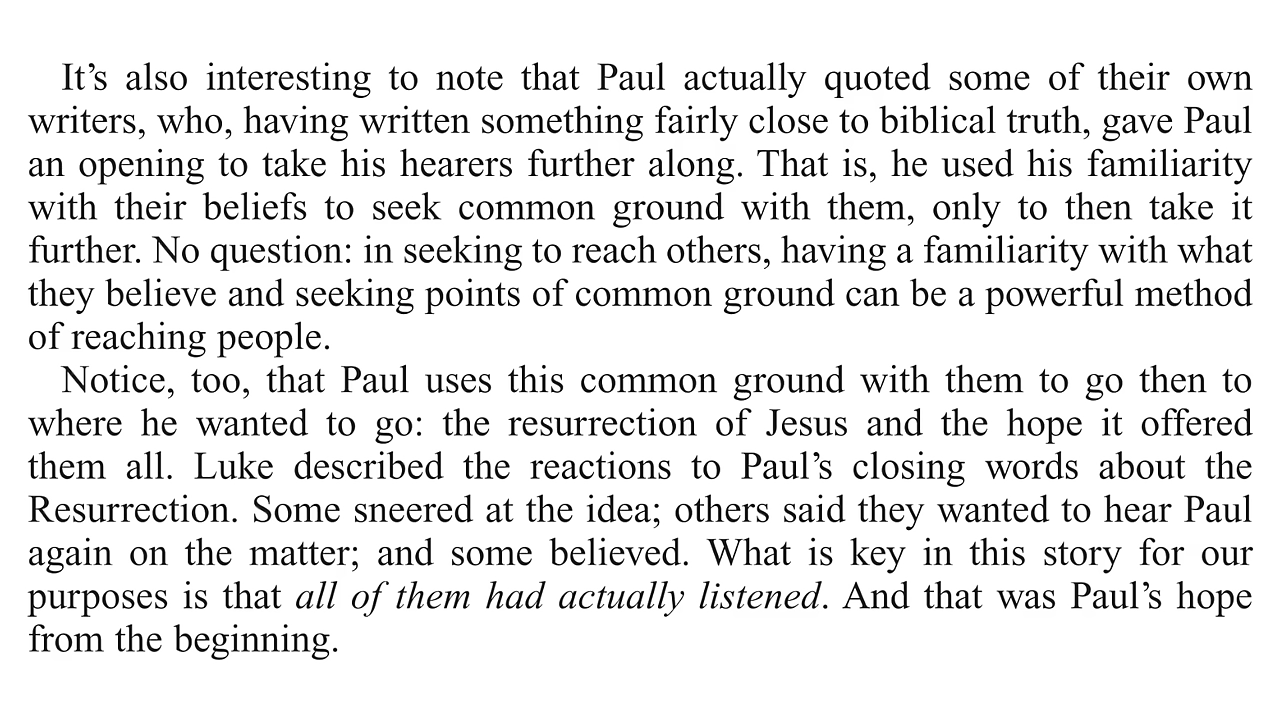 It’s also interesting to note that Paul actually quoted some of their own
writers, who, having written something fairly close to biblical truth, gave Paul
an opening to take his hearers further along. That is, he used his familiarity
with their beliefs to seek common ground with them, only to then take it
further. No question: in seeking to reach others, having a familiarity with what
they believe and seeking points of common ground can be a powerful method
of reaching people.
Notice, too, that Paul uses this common ground with them to go then to
where he wanted to go: the resurrection of Jesus and the hope it offered
them all. Luke described the reactions to Paul’s closing words about the
Resurrection. Some sneered at the idea; others said they wanted to hear Paul
again on the matter; and some believed. What is key in this story for our
purposes is that all of them had actually listened. And that was Paul’s hope
from the beginning.